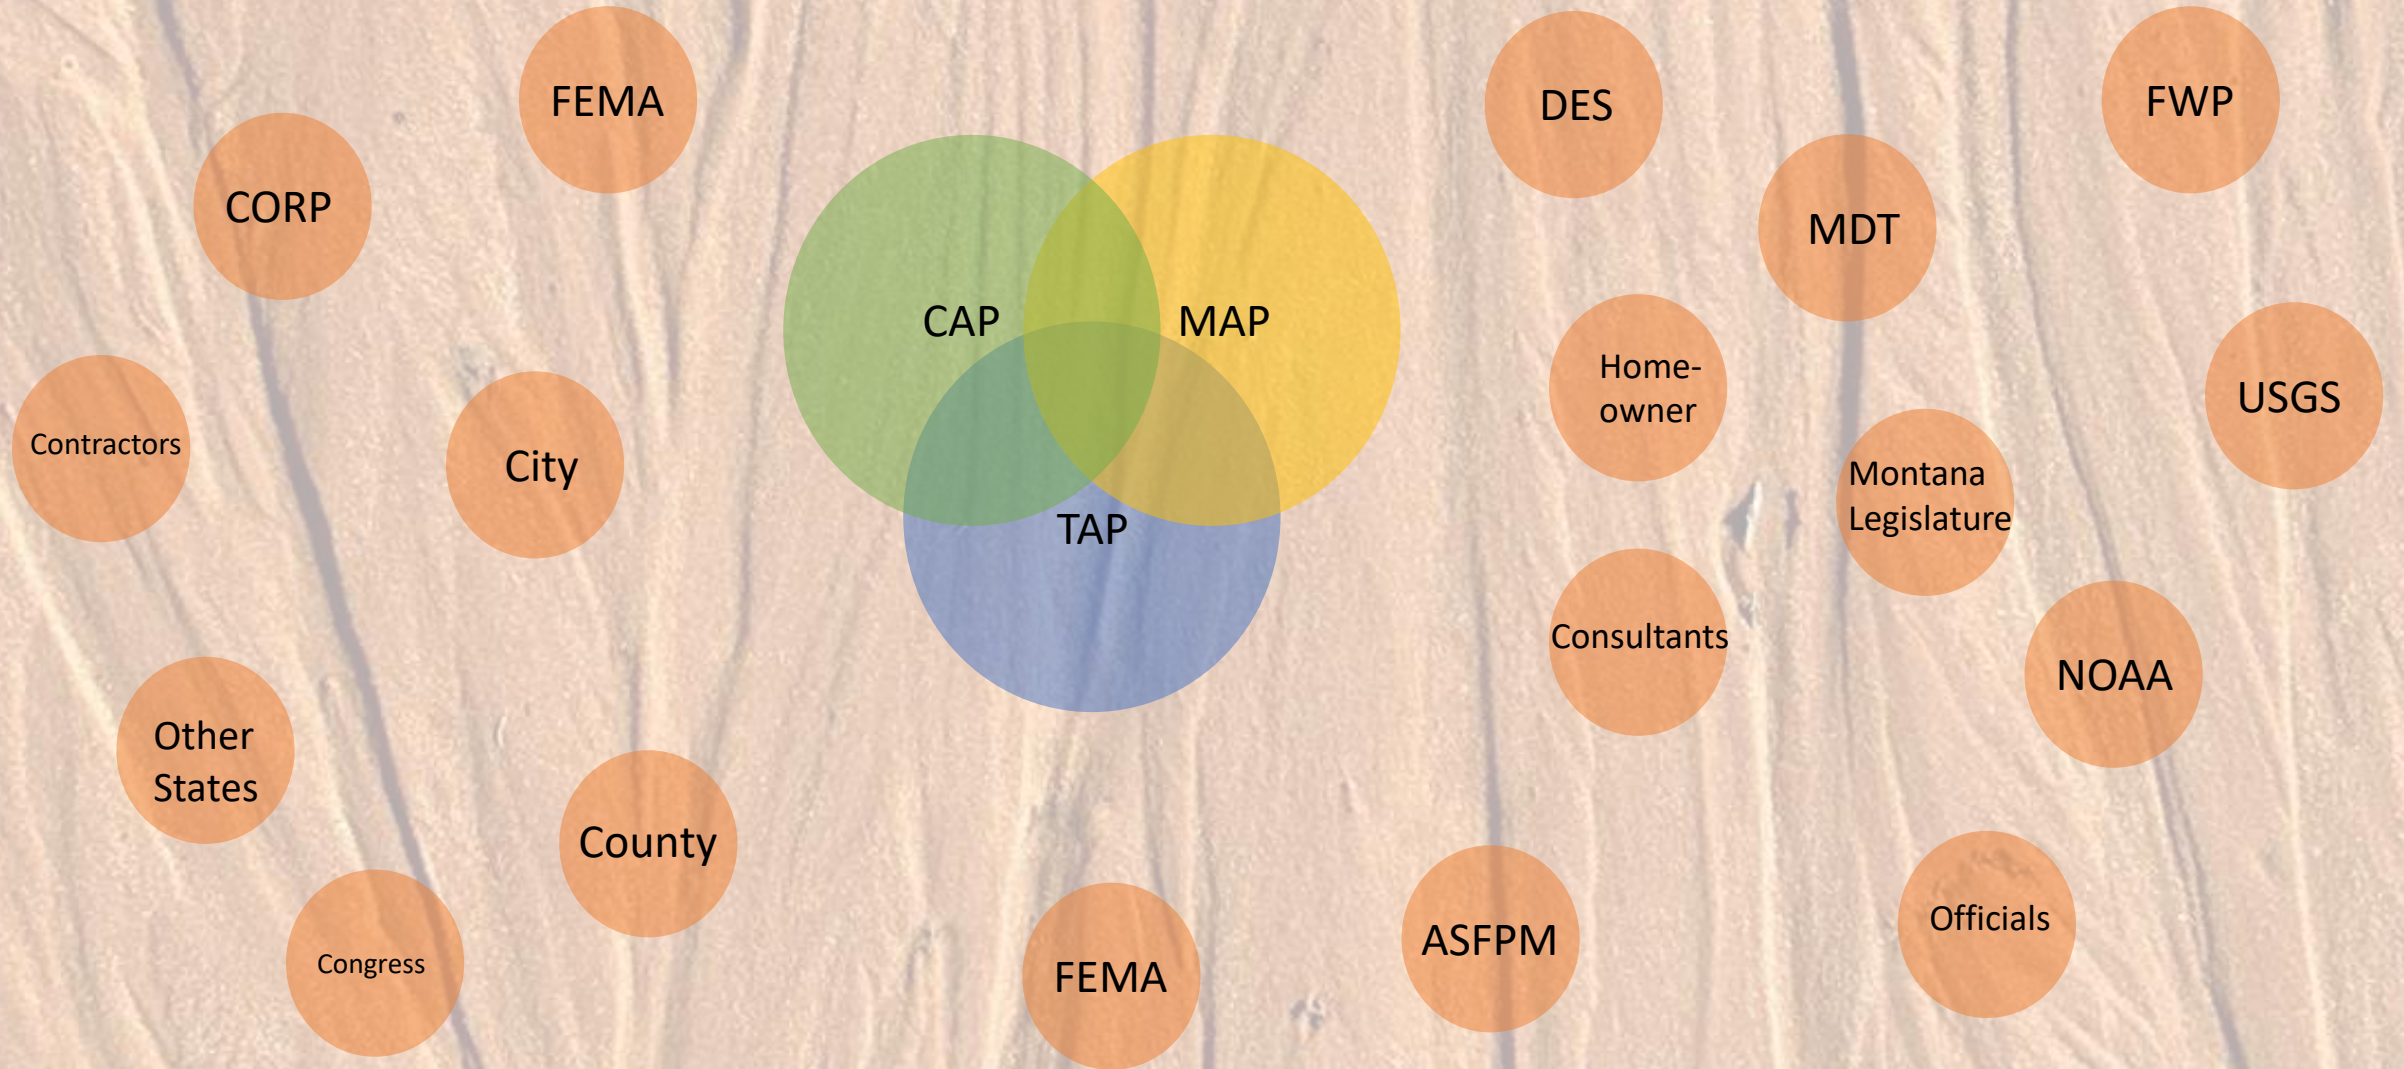 FEMA
DES
FWP
CORP
MDT
CAP
MAP
Home-
owner
USGS
Contractors
City
Montana
Legislature
TAP
Consultants
NOAA
Other
States
County
Officials
ASFPM
Congress
FEMA